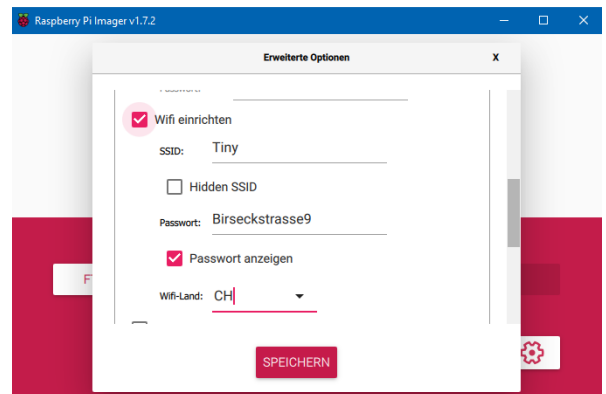 Raspberry Pi Imager v1.7.2
Erweiterte Optionen X
Wifi einrichten
SSID: Tiny
Hidden SSID
Passwort: Birseckstrasse9
Passwort anzeigen
Wifi-Land: CH
F
SPEICHERN